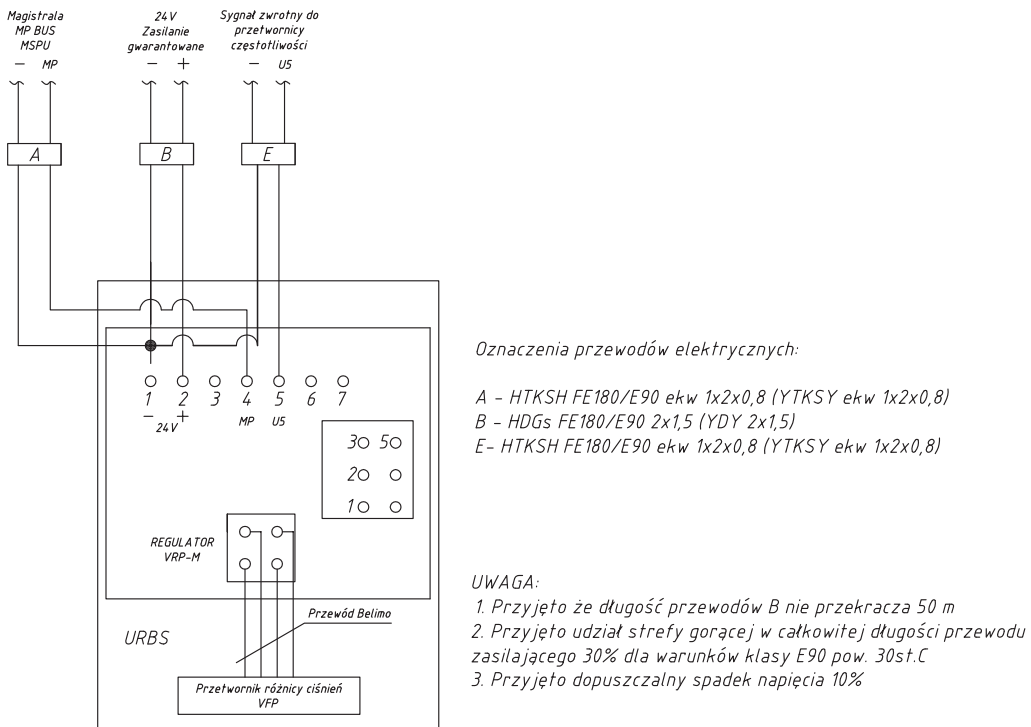 Magistrala
MP BUS
MSPU
— MP
24V
Zasilanie
gwarantowane
— +
Sygnał zwrotny do
przetwornicy
częstotliwości
— U5
A
B
E
1 2 3 4 5 6 7
— +
24V
MP U5
3 5
2
1
REGULATOR
VRP-M
Przewód Belimo
URBS
Przetwornik różnicy ciśnień
VFP
Oznaczenia przewodów elektrycznych:
A - HTKSH FE180/E90 ekw 1x2x0,8 (YTKSY ekw 1x2x0,8)
B - HDGs FE180/E90 2x1,5 (YDY 2x1,5)
E- HTKSH FE180/E90 ekw 1x2x0,8 (YTKSY ekw 1x2x0,8)
UWAGA:
1. Przyjęto że długość przewodów B nie przekracza 50 m
2. Przyjęto udział strefy gorącej w całkowitej długości przewodu
zasilającego 30% dla warunków klasy E90 pow. 30st.C
3. Przyjęto dopuszczalny spadek napięcia 10%